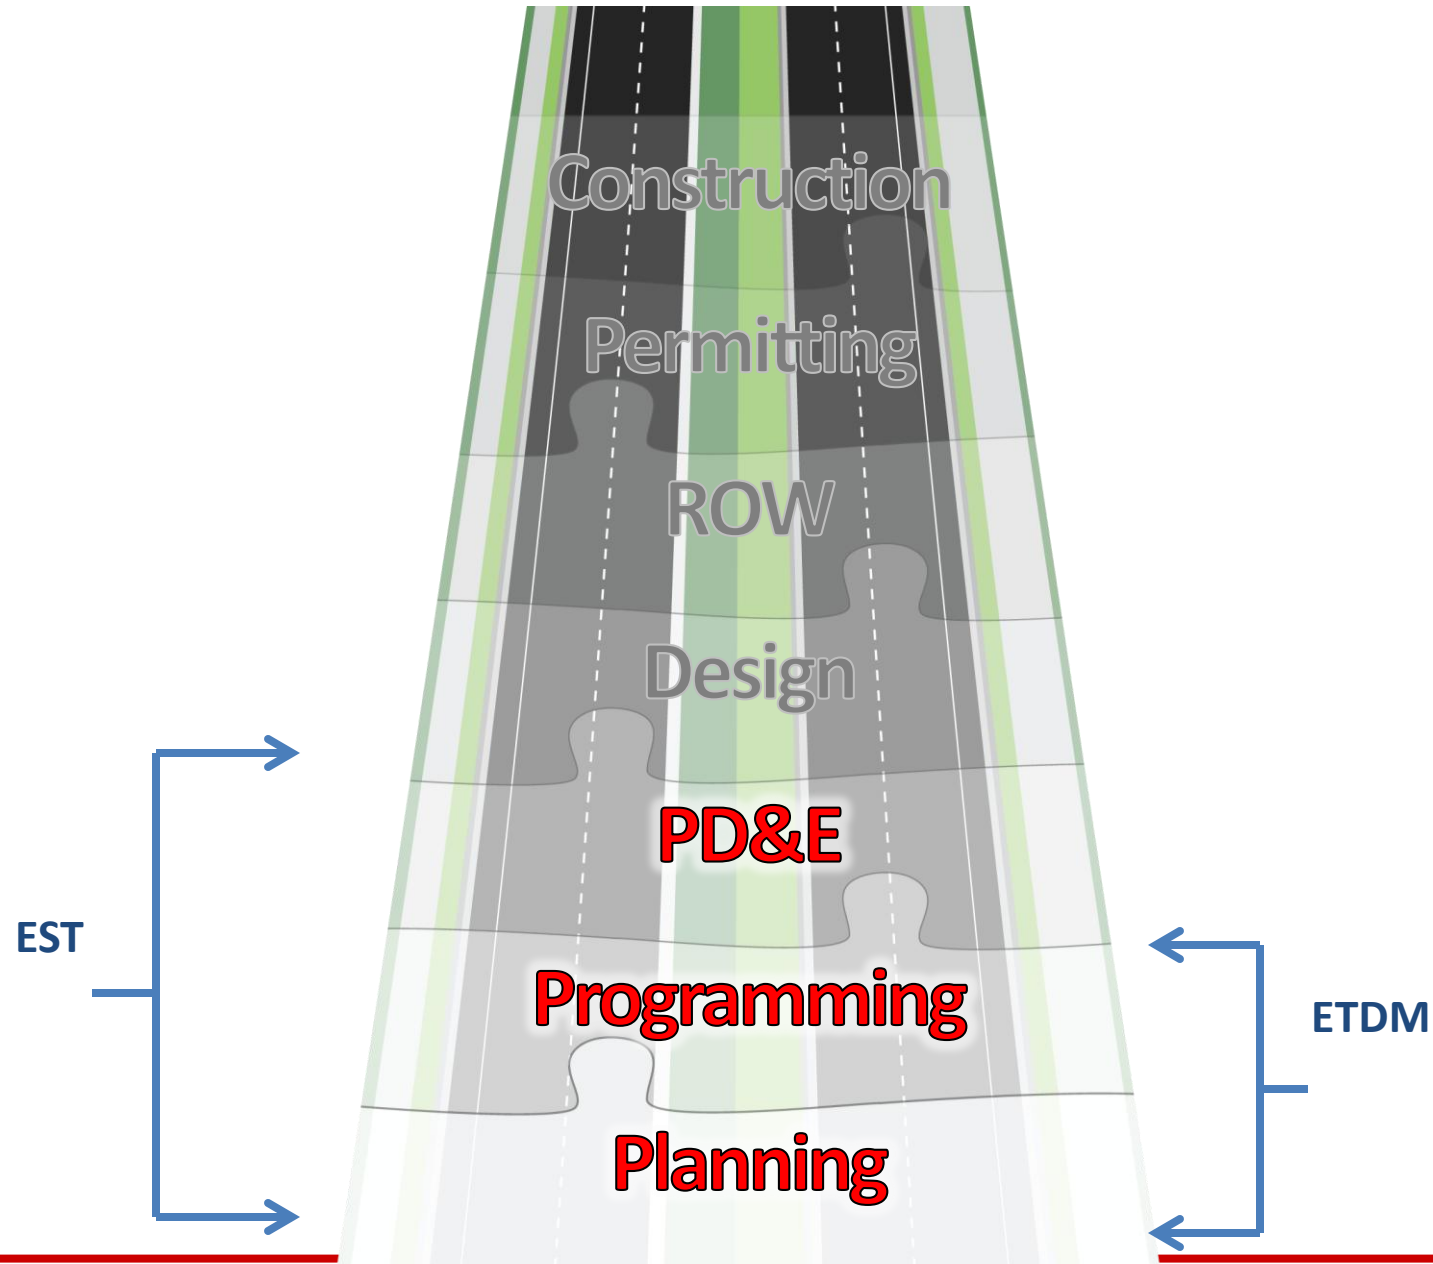 Construction
Permitting
ROW
Design
PD&E
EST
Programming
ETDM
Planning